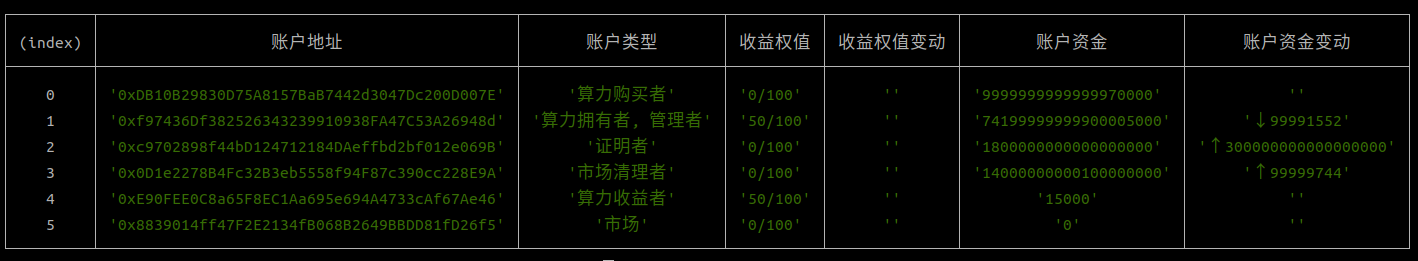 (index) 账户地址 账户类型 收益权值 收益权值变动 账户资金 账户资金变动
0 '0xDB10B29830D75A8157BaB7442d3047Dc200D007E' '算力购买者' '0/100' '' '9999999999999970000' ''
1 '0xf97436Df382526343239910938FA47C53A26948d' '算力拥有者, 管理者' '50/100' '' '74199999999900005000' '↓99991552'
2 '0xc9702898f44bD124712184DAeffbd2bf012e069B' '证明者' '0/100' '' '1800000000000000000' '↑300000000000000000'
3 '0x0D1e2278B4Fc32B3eb5558f94F87c390cc228E9A' '市场清理者' '0/100' '' '14000000000100000000' '↑99999744'
4 '0xE90FEE0C8a65F8EC1Aa695e694A4733cAf67Ae46' '算力收益者' '50/100' '' '15000' ''
5 '0x8839014ff47F2E2134fB068B2649BBDD81fD26f5' '市场' '0/100' '' '0' ''